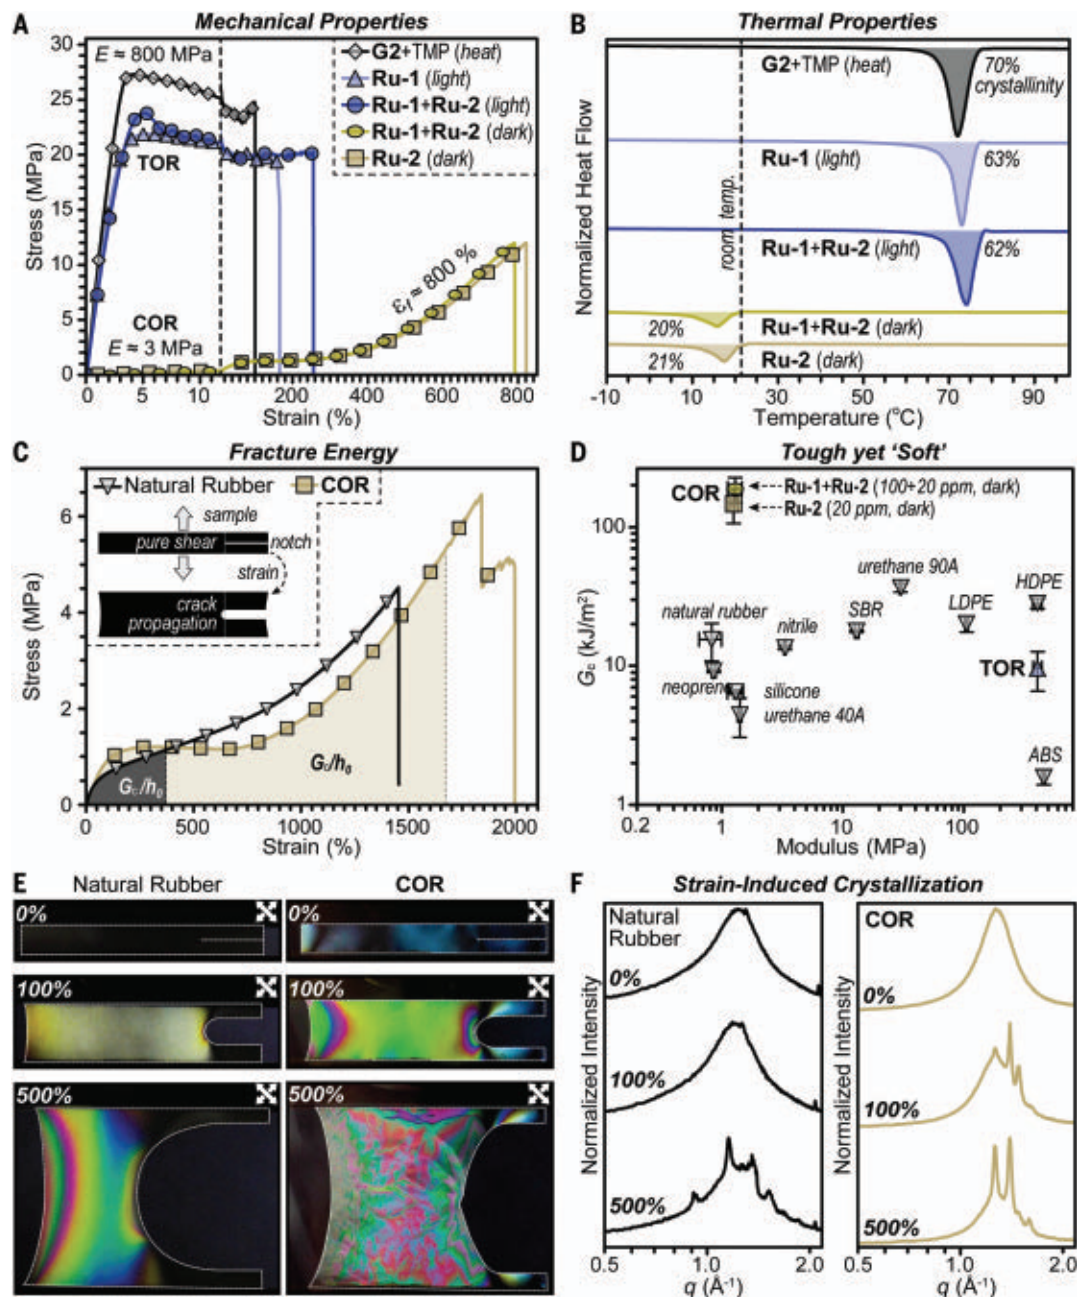 A
Mechanical Properties
30
25
20
15
10
5
0
Stress (MPa)
E ≈ 800 MPa
TOR
COR
E ≈ 3 MPa
εf ≈ 800 %
G2+TMP (heat)
Ru-1 (light)
Ru-1+Ru-2 (light)
Ru-1+Ru-2 (dark)
Ru-2 (dark)
0 5 10 200 400 600 800
Strain (%)
B
Thermal Properties
Normalized Heat Flow
G2+TMP (heat)
70%
crystallinity
Ru-1 (light)
63%
room temp.
Ru-1+Ru-2 (light)
62%
20%
Ru-1+Ru-2 (dark)
21%
Ru-2 (dark)
-10 10 30 50 70 90
Temperature (°C)
C
Fracture Energy
Natural Rubber
COR
sample
pure shear
notch
strain
crack
propagation
6
4
2
0
Stress (MPa)
Gc/h0
Gc/h0
0 500 1000 1500 2000
Strain (%)
D
Tough yet ‘Soft’
COR
Ru-1+Ru-2 (100+20 ppm, dark)
Ru-2 (20 ppm, dark)
100
10
1
Gc (kJ/m²)
urethane 90A
HDPE
natural rubber
nitrile
SBR
LDPE
TOR
neoprene
silicone
urethane 40A
ABS
0.2 1 10 100
Modulus (MPa)
E
Natural Rubber
COR
0%
0%
100%
100%
500%
500%
F
Strain-Induced Crystallization
Normalized Intensity
Natural
Rubber
0%
100%
500%
0.5 1.0 2.0
q (Å-1)
Normalized Intensity
COR
0%
100%
500%
0.5 1.0 2.0
q (Å-1)